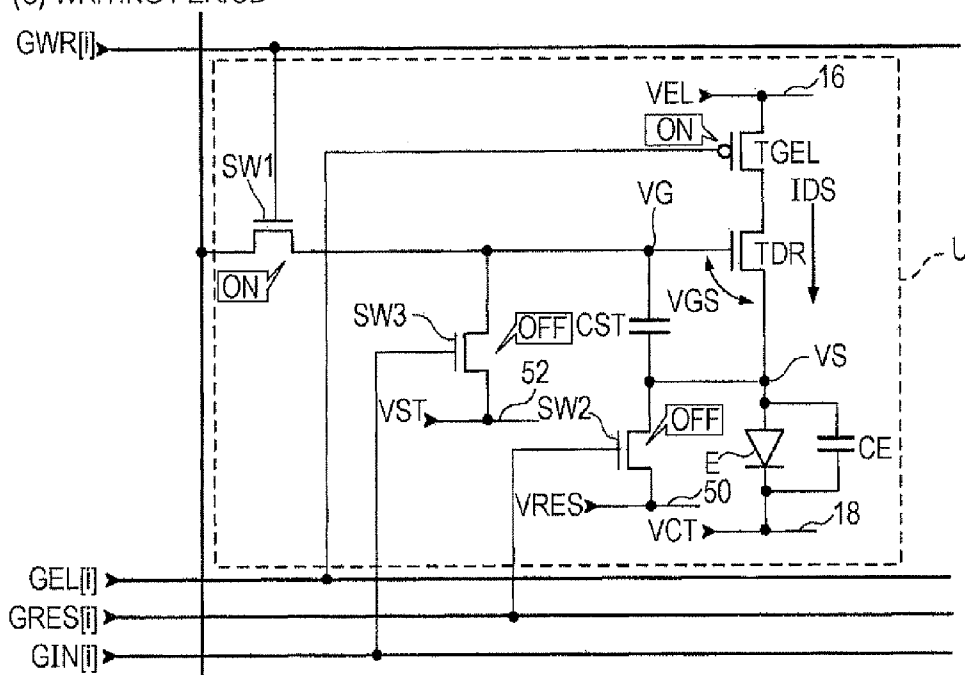 (C) WRITING PERIOD
GWR[i]
16
VEL
ON
TGEL
SW1
IDS
VG
TDR
U
ON
VGS
SW3
OFF
CST
VS
52
VST
SW2
OFF
E
CE
50
VRES
VCT
18
GEL[i]
GRES[i]
GIN[i]